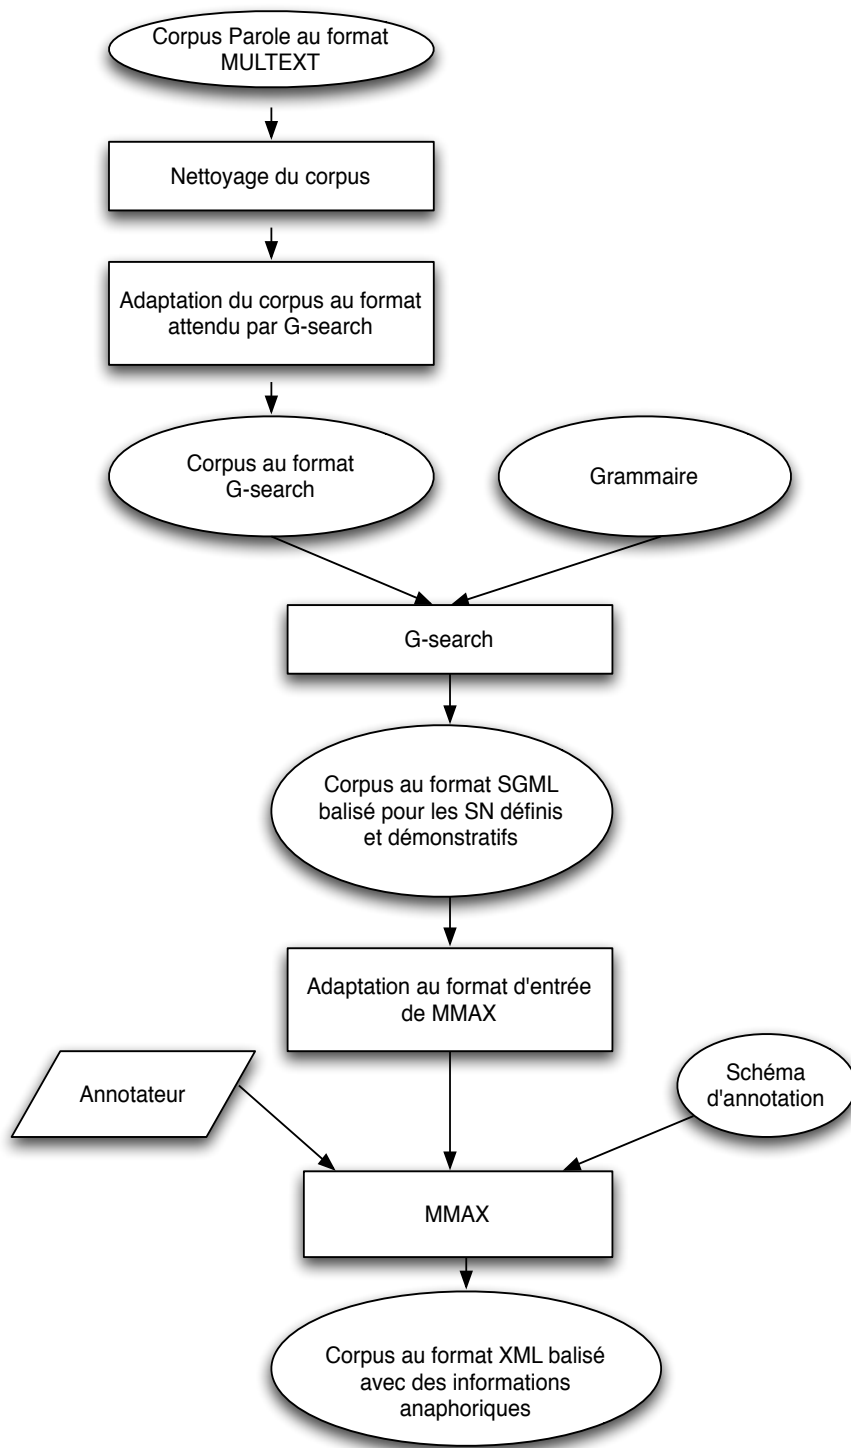 Corpus Parole au format
MULTEXT
Nettoyage du corpus
Adaptation du corpus au format
attendu par G-search
Corpus au format
G-search
Grammaire
G-search
Corpus au format SGML
balisé pour les SN définis
et démonstratifs
Adaptation au format d'entrée
de MMAX
Annotateur
Schéma
d'annotation
MMAX
Corpus au format XML balisé
avec des informations
anaphoriques